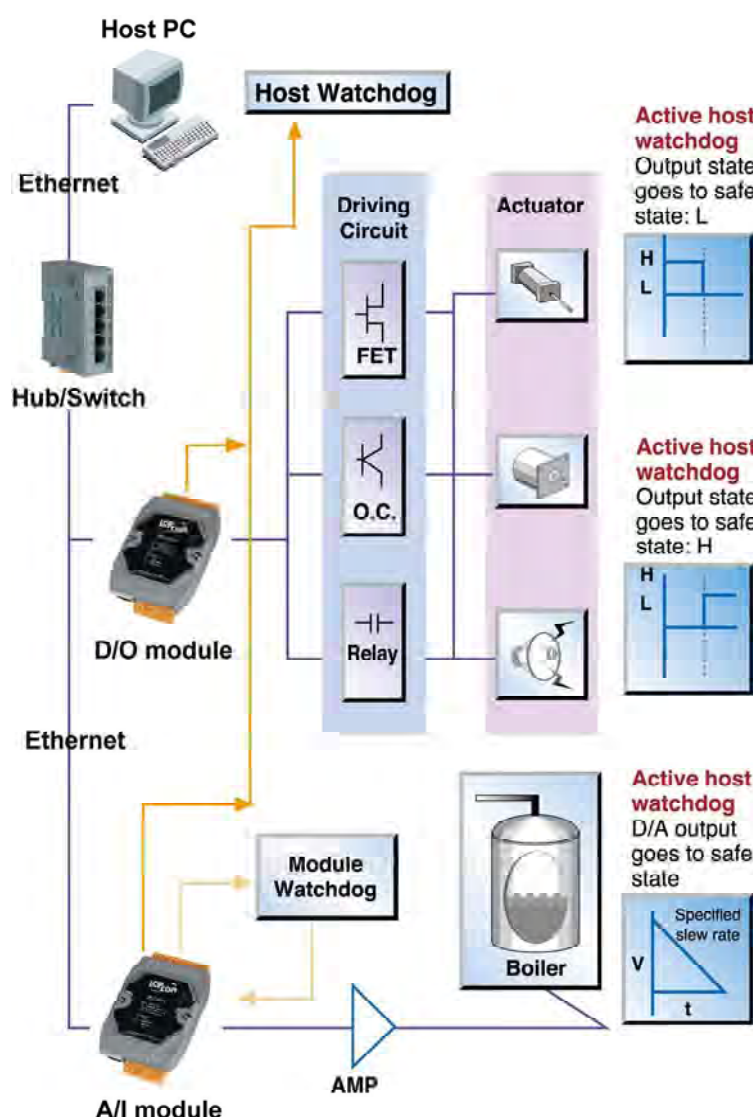 Host PC
Host Watchdog
Ethernet
Hub/Switch
Driving
Circuit
FET
O.C.
Relay
Actuator
Active host
watchdog
Output state
goes to safe
state: L
H
L
D/O module
Active host
watchdog
Output state
goes to safe
state: H
H
L
Ethernet
Module
Watchdog
Boiler
Active host
watchdog
D/A output
goes to safe
state
Specified
slew rate
V
t
AMP
A/I module